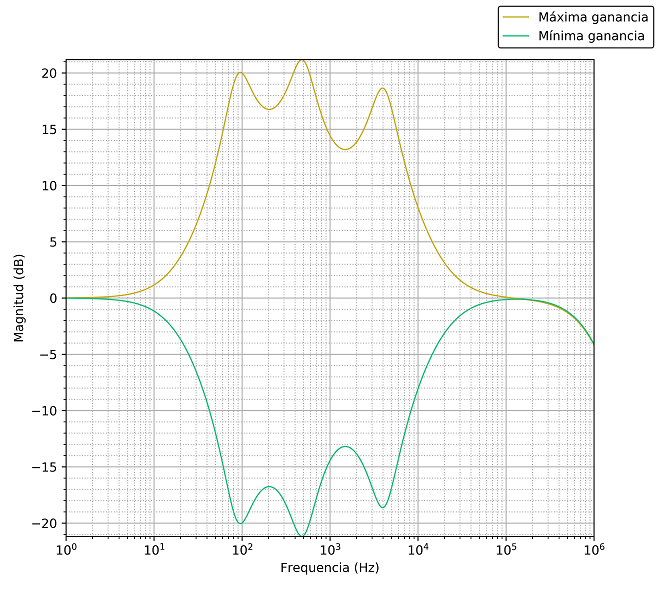 Máxima ganancia
Mínima ganancia
20
15
10
5
0
−5
−10
−15
−20
Magnitud (dB)
10⁰ 10¹ 10² 10³ 10⁴ 10⁵ 10⁶
Frequencia (Hz)